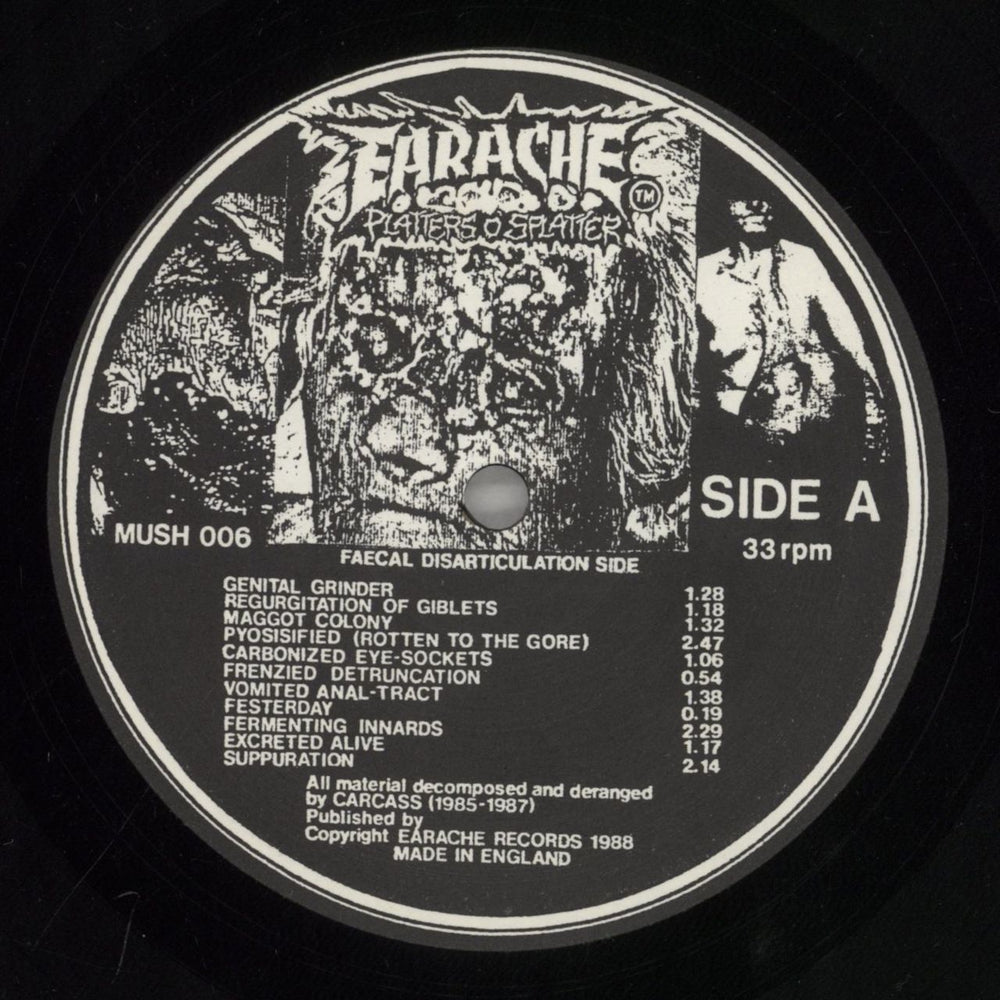 EARACHE
TM
PLATTERS O' SPLATTER
SIDE A
MUSH 006
33 rpm
FAECAL DISARTICULATION SIDE
GENITAL GRINDER 1.28
REGURGITATION OF GIBLETS 1.18
MAGGOT COLONY 1.32
PYOSISIFIED (ROTTEN TO THE GORE) 2.47
CARBONIZED EYE-SOCKETS 1.06
FRENZIED DETRUNCATION 0.54
VOMITED ANAL-TRACT 1.38
FESTERDAY 0.19
FERMENTING INNARDS 2.29
EXCRETED ALIVE 1.17
SUPPURATION 2.14
All material decomposed and deranged
by CARCASS (1985-1987)
Published by
Copyright EARACHE RECORDS 1988
MADE IN ENGLAND